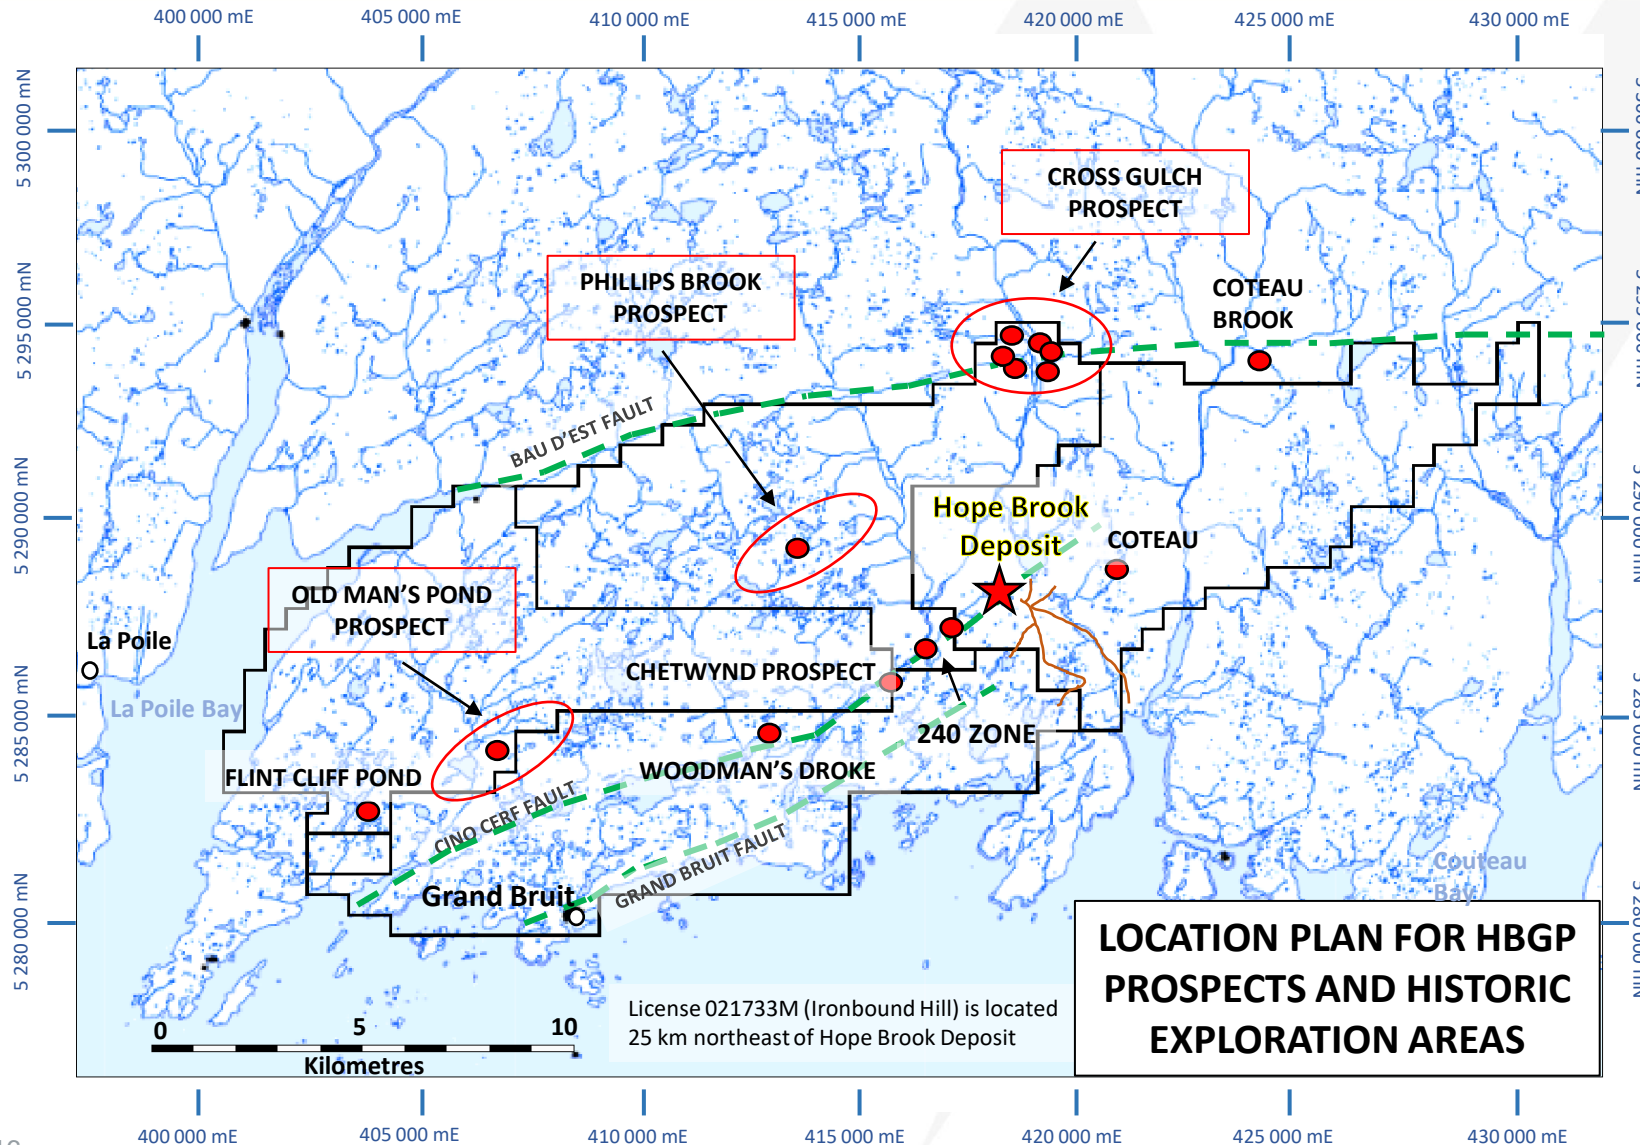 400 000 mE
405 000 mE
410 000 mE
415 000 mE
420 000 mE
425 000 mE
430 000 mE
5 300 000 mN
5 295 000 mN
5 290 000 mN
5 285 000 mN
5 280 000 mN
CROSS GULCH
PROSPECT
PHILLIPS BROOK
PROSPECT
COTEAU
BROOK
BAU D'EST FAULT
Hope Brook
Deposit
COTEAU
OLD MAN'S POND
PROSPECT
La Poile
La Poile Bay
CHETWYND PROSPECT
240 ZONE
WOODMAN'S DROKE
FLINT CLIFF POND
CINO CERF FAULT
GRAND BRUIT FAULT
Grand Bruit
Couteau
Bay
LOCATION PLAN FOR HBGP
PROSPECTS AND HISTORIC
EXPLORATION AREAS
License 021733M (Ironbound Hill) is located
25 km northeast of Hope Brook Deposit
0
5
10
Kilometres
400 000 mE
405 000 mE
410 000 mE
415 000 mE
420 000 mE
425 000 mE
430 000 mE